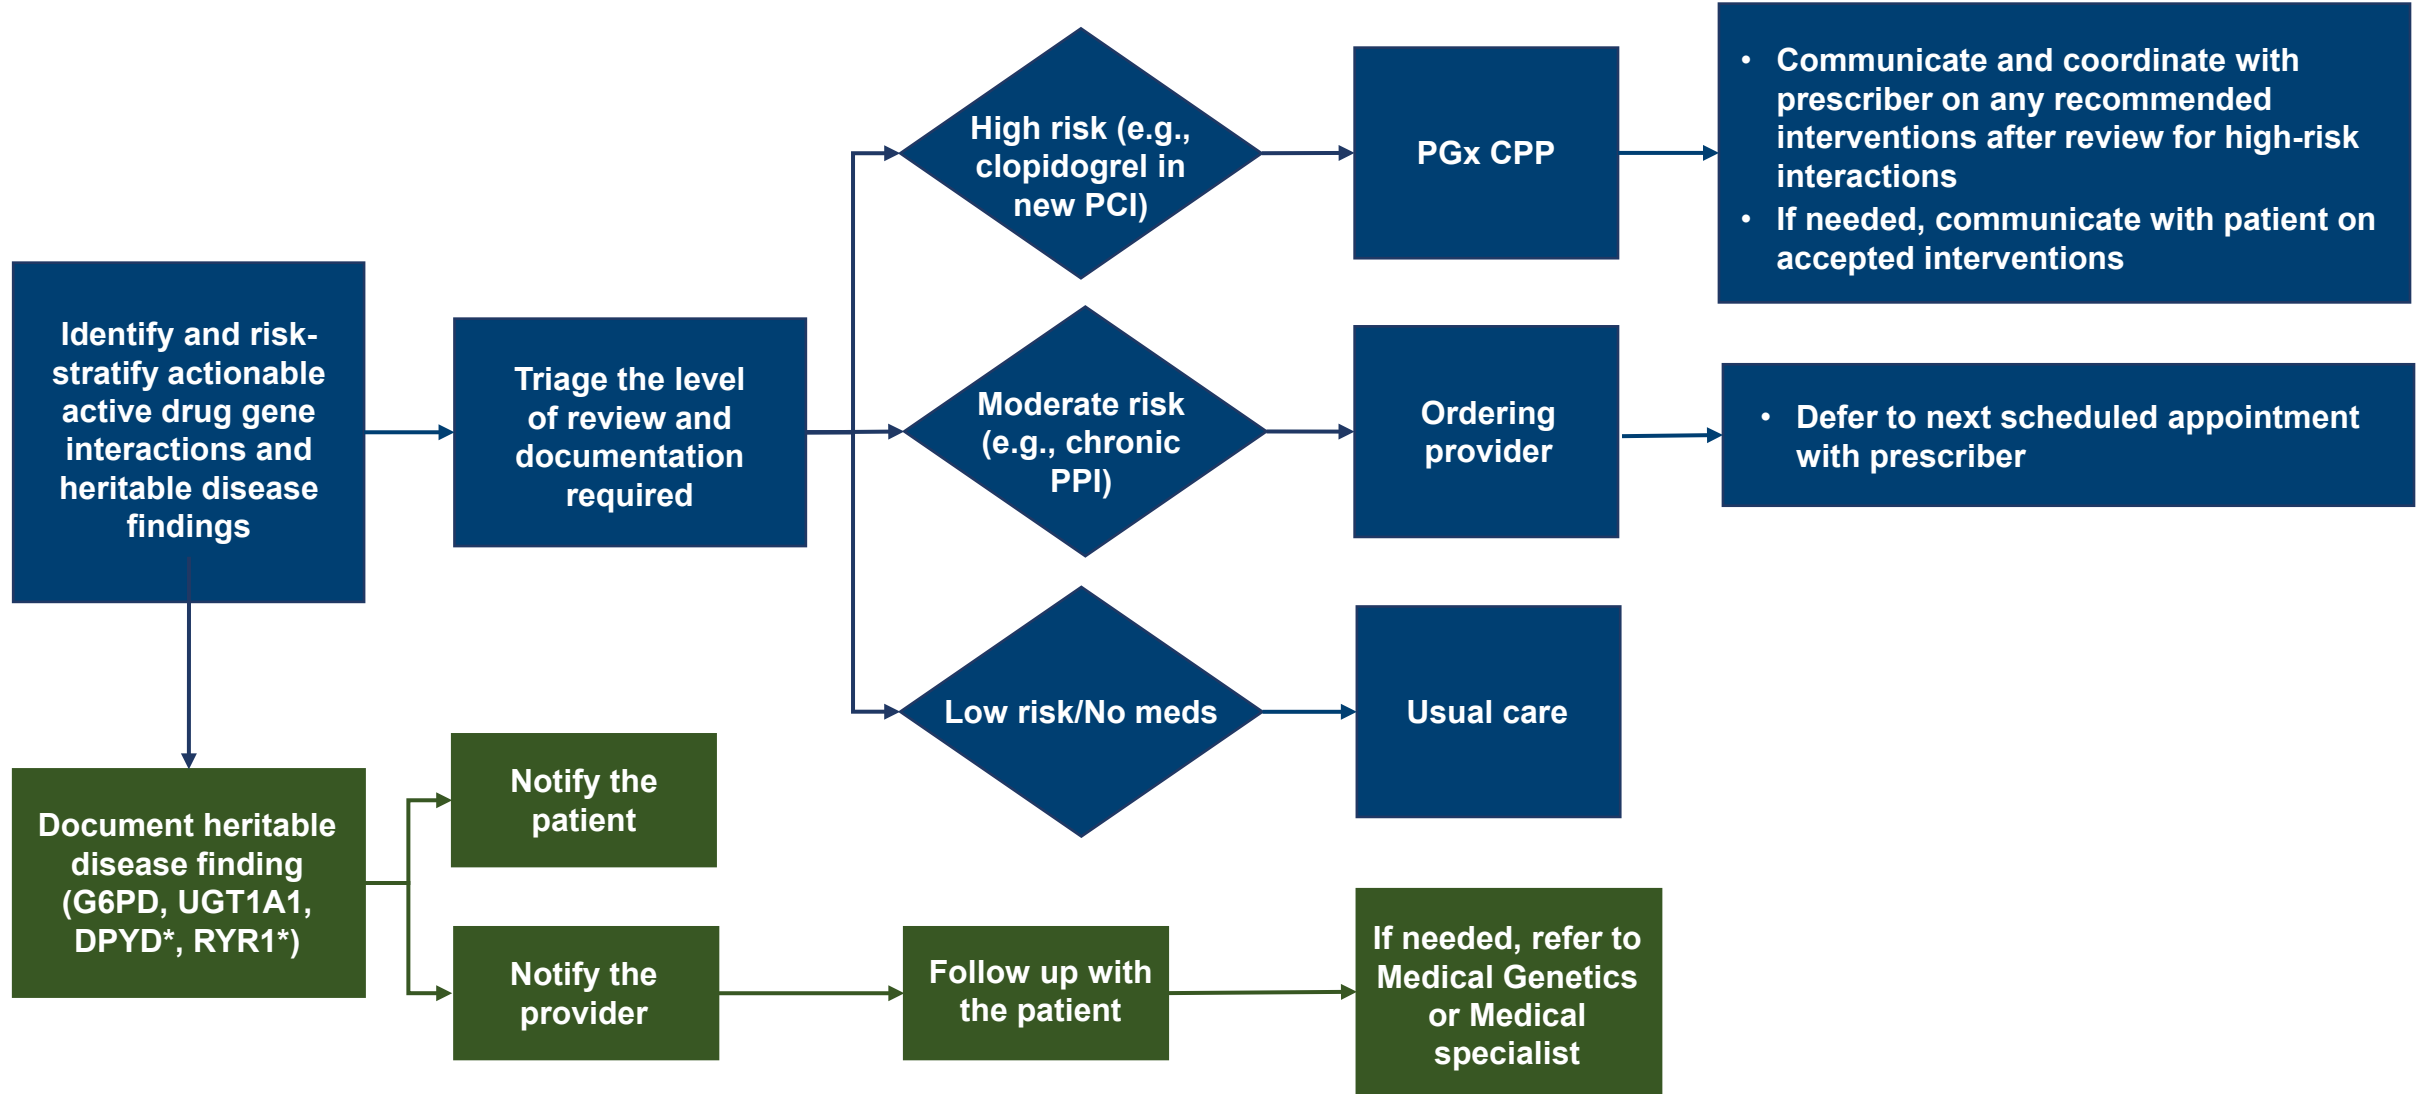 Identify and risk-
stratify actionable
active drug gene
interactions and
heritable disease
findings
Triage the level
of review and
documentation
required
High risk (e.g.,
clopidogrel in
new PCI)
PGx CPP
• Communicate and coordinate with
prescriber on any recommended
interventions after review for high-risk
interactions
• If needed, communicate with patient on
accepted interventions
Moderate risk
(e.g., chronic
PPI)
Ordering
provider
• Defer to next scheduled appointment
with prescriber
Low risk/No meds
Usual care
Document heritable
disease finding
(G6PD, UGT1A1,
DPYD*, RYR1*)
Notify the
patient
Notify the
provider
Follow up with
the patient
If needed, refer to
Medical Genetics
or Medical
specialist